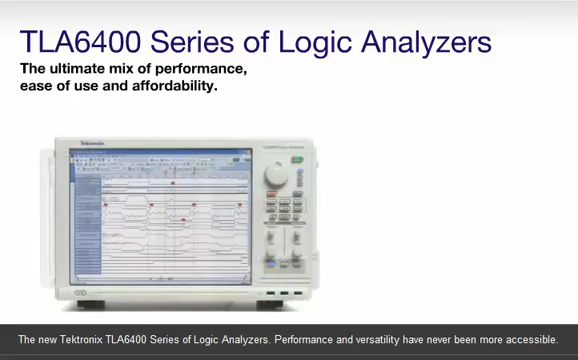 TLA6400 Series of Logic Analyzers
The ultimate mix of performance,
ease of use and affordability.
Tektronix
The new Tektronix TLA6400 Series of Logic Analyzers. Performance and versatility have never been more accessible.